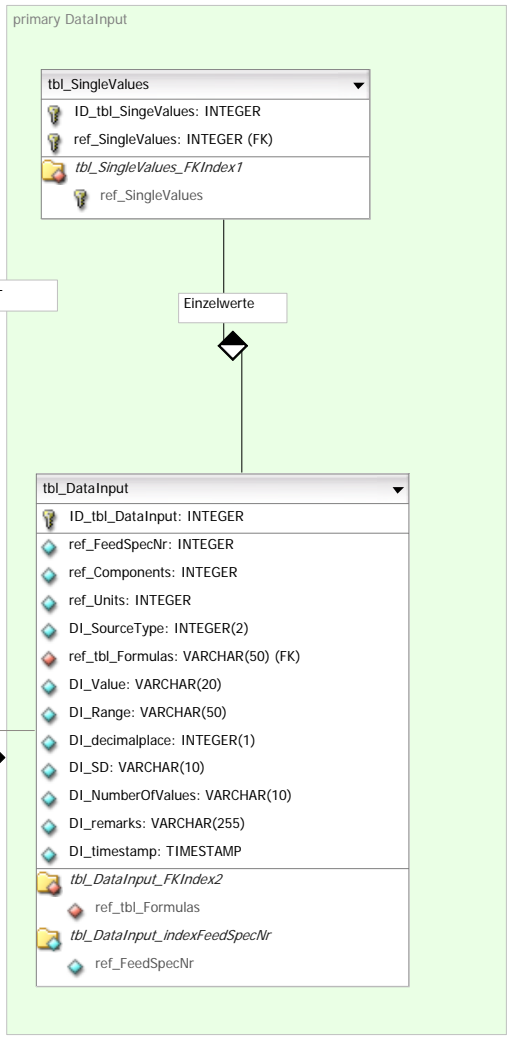 primary DataInput
tbl_SingleValues
ID_tbl_SingeValues: INTEGER
ref_SingleValues: INTEGER (FK)
tbl_SingleValues_FKIndex1
ref_SingleValues
Einzelwerte
tbl_DataInput
ID_tbl_DataInput: INTEGER
ref_FeedSpecNr: INTEGER
ref_Components: INTEGER
ref_Units: INTEGER
DI_SourceType: INTEGER(2)
ref_tbl_Formulas: VARCHAR(50) (FK)
DI_Value: VARCHAR(20)
DI_Range: VARCHAR(50)
DI_decimalplace: INTEGER(1)
DI_SD: VARCHAR(10)
DI_NumberOfValues: VARCHAR(10)
DI_remarks: VARCHAR(255)
DI_timestamp: TIMESTAMP
tbl_DataInput_FKIndex2
ref_tbl_Formulas
tbl_DataInput_indexFeedSpecNr
ref_FeedSpecNr